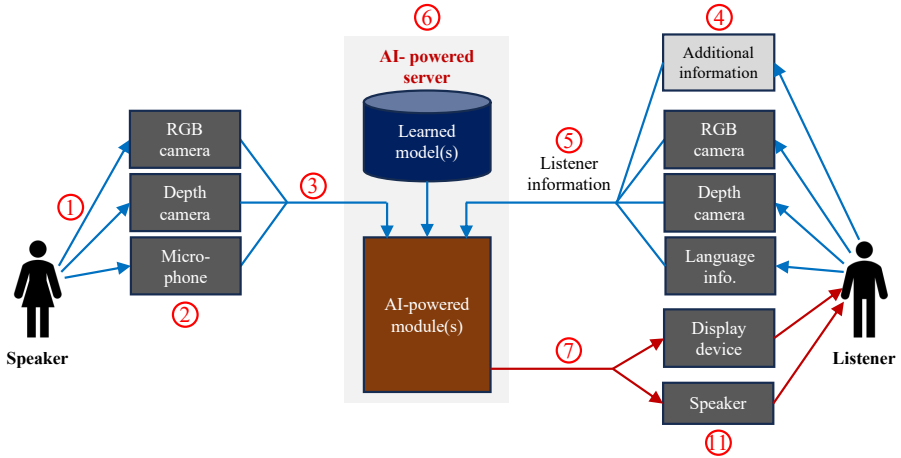 ⑥
④
AI- powered
server
Additional
information
RGB
camera
Learned
model(s)
⑤
RGB
camera
Listener
information
①
③
Depth
camera
Depth
camera
Micro-
phone
Language
info.
②
AI-powered
module(s)
Display
device
Speaker
⑦
Listener
Speaker
⑪